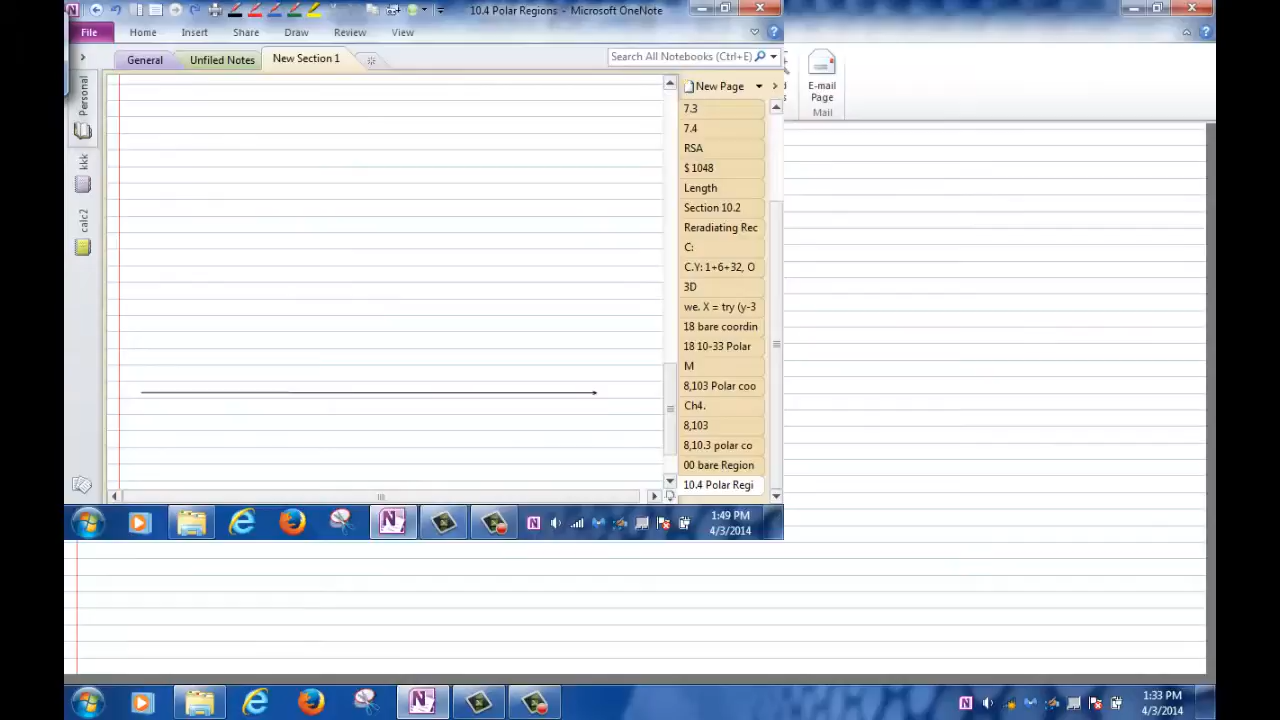 10.4 Polar Regions - Microsoft OneNote
File Home Insert Share Draw Review View
General Unfiled Notes New Section 1
Search All Notebooks (Ctrl+E)
Personal
kkk
calc2
New Page
7.3
7.4
RSA
$ 1048
Length
Section 10.2
Reradiating Rec
C:
C.Y: 1+6+32, O
3D
we. X = try (y-3
18 bare coordin
18 10-33 Polar
M
8,103 Polar coo
Ch4.
8,103
8,10.3 polar co
00 bare Region
10.4 Polar Regi
E-mail
Page
Mail
1:49 PM
4/3/2014
1:33 PM
4/3/2014